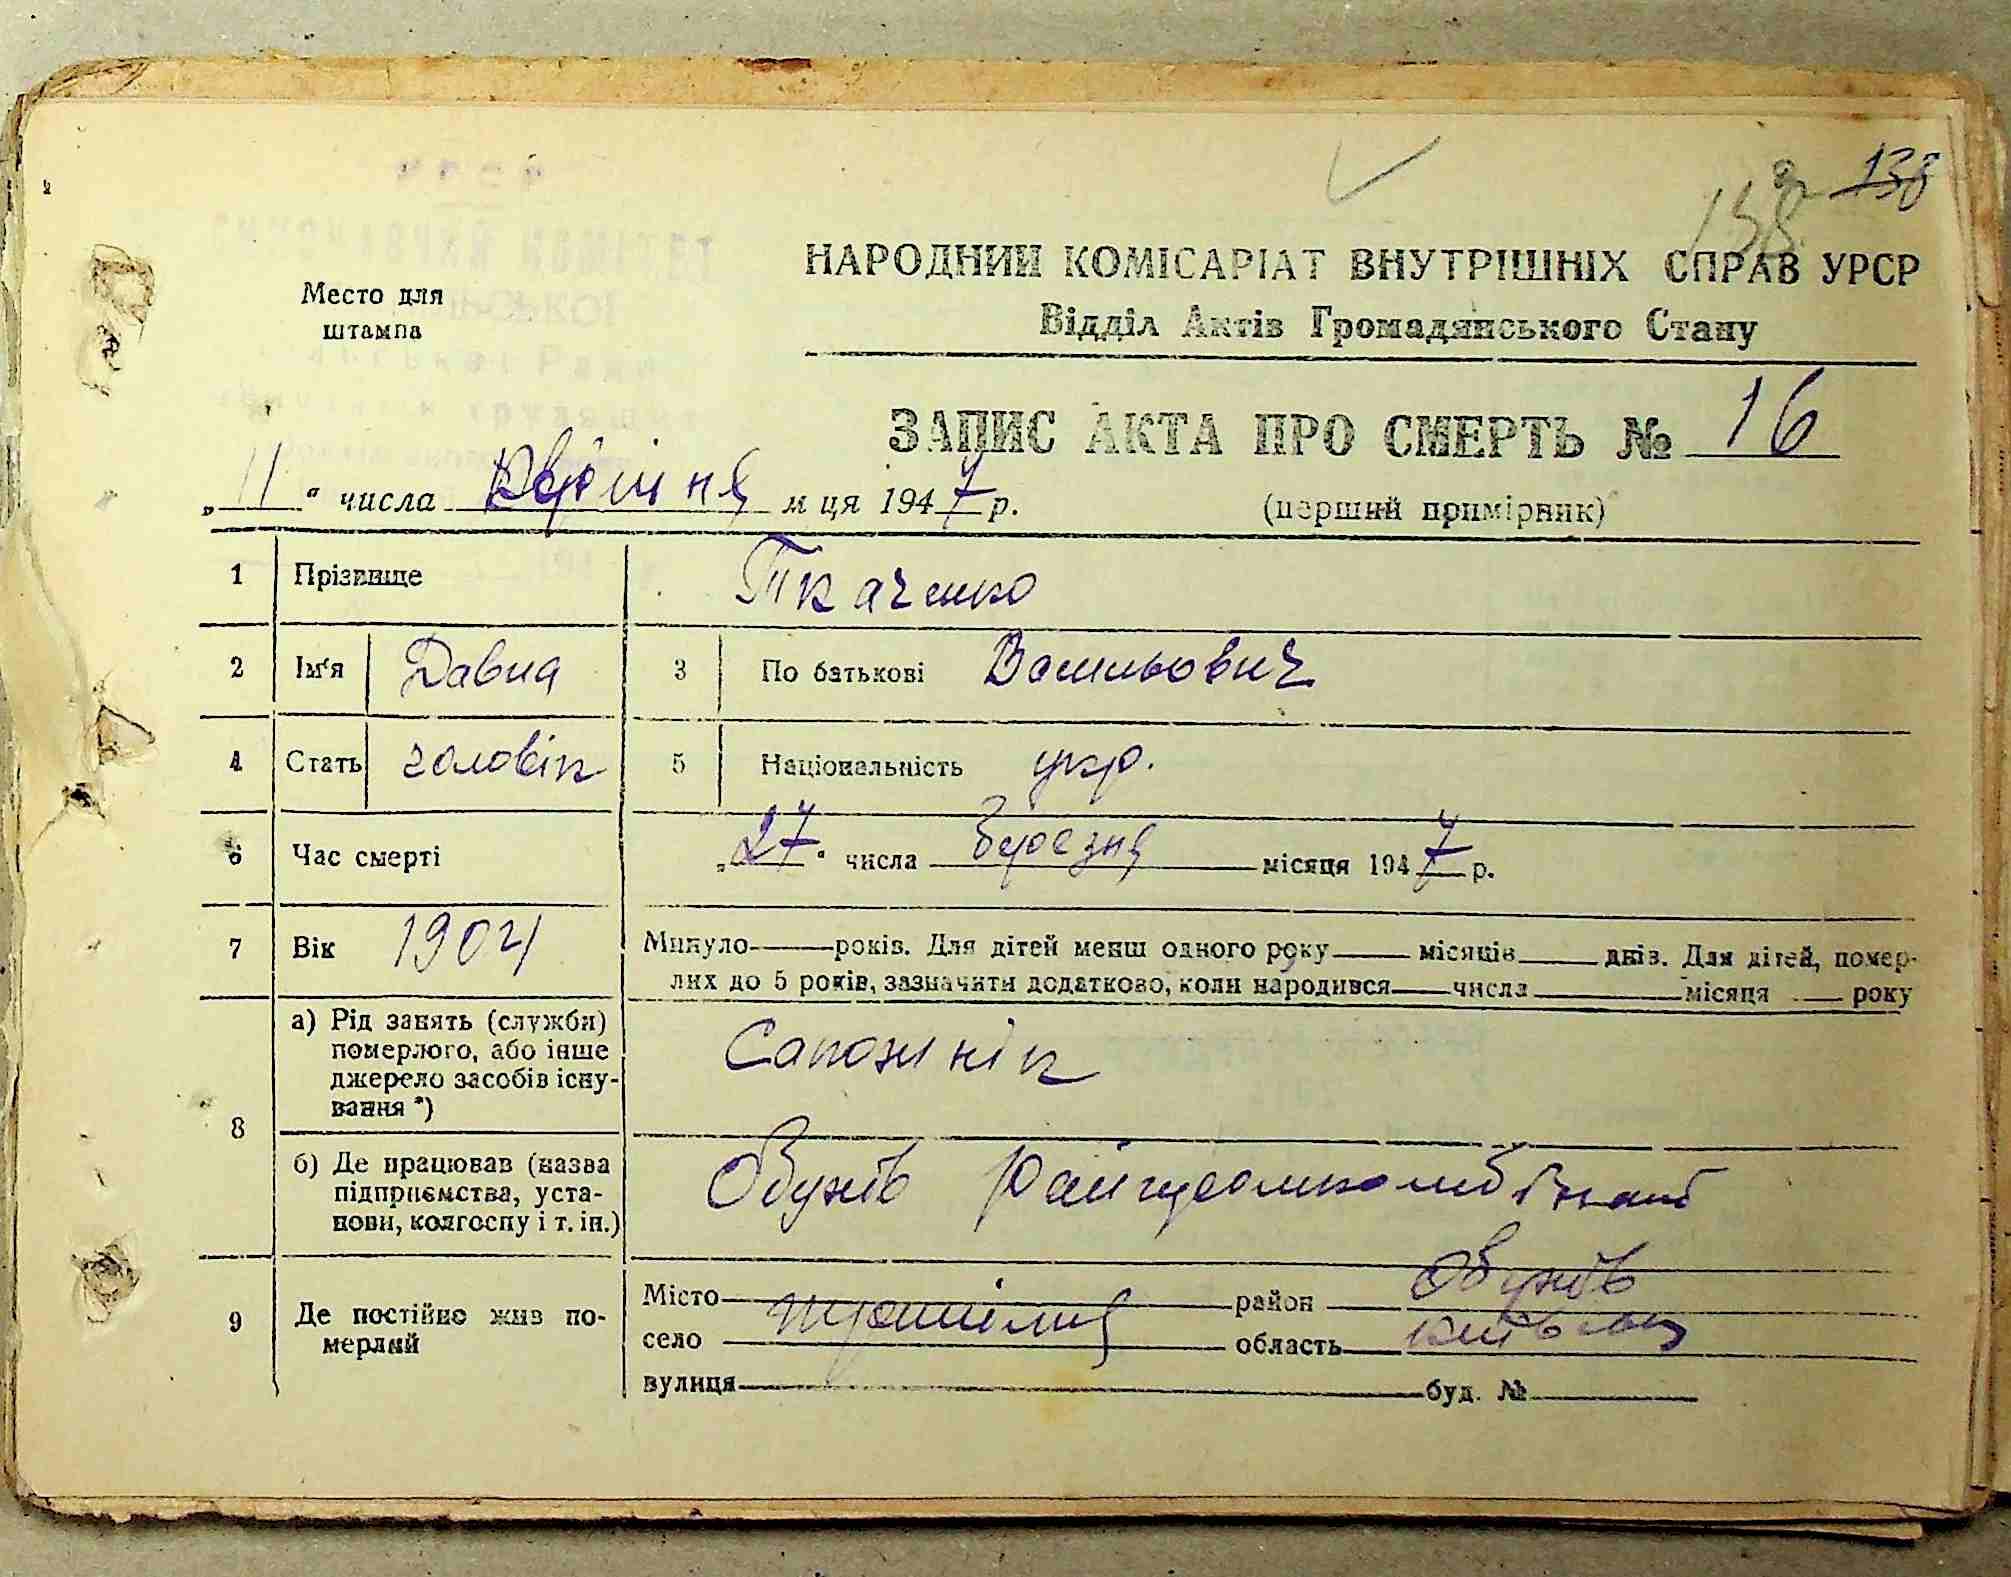 138
138
НАРОДНИЙ КОМІСАРІАТ ВНУТРІШНІХ СПРАВ УРСР
Відділ Актів Громадянського Стану
Место для
штампа
ЗАПИС АКТА ПРО СМЕРТЬ № 16
(перший примірник)
„11“ числа квітня м ця 1947 р.
1 Прізвище Ткаченко
2 Ім'я Давид 3 По батькові Васильович
4 Стать чоловік 5 Національність укр.
6 Час смерті „27“ числа березня місяця 1947 р.
7 Вік 1904 Минуло років. Для дітей менш одного року місяців днів. Для дітей, помер-
лих до 5 років, зазначити додатково, коли народився числа місяця року
8 а) Рід занять (служби)
померлого, або інше
джерело засобів існу-
вання *)
Сапожнік
б) Де працював (назва
підприємства, уста-
нови, колгоспу і т. ін.)
Обухів Райпромкомбінат
9 Де постійно жив по-
мерлий
Місто район Обухів
село область
вулиця буд. №